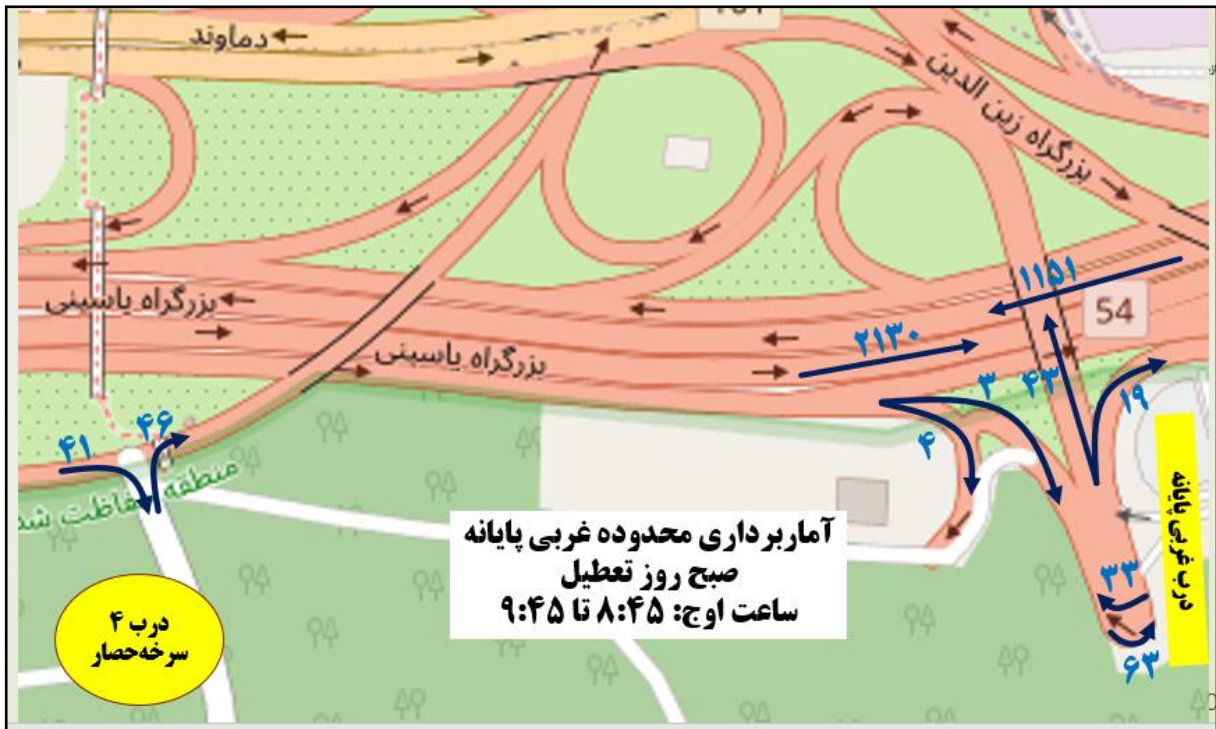 دماوند
بزرگراه زین الدین
بزرگراه یاسینی
بزرگراه یاسینی
54
۱۱۵۱
۲۱۳۰
۳
۴۳
۱۹
۴
۴۱
۴۶
منطقه
۳۳
۶۳
درب غربی پایانه
آماربرداری محدوده غربی پایانه
صبح روز تعطیل
ساعت اوج: ۸:۴۵ تا ۹:۴۵
درب ۴
سرخه‌حصار